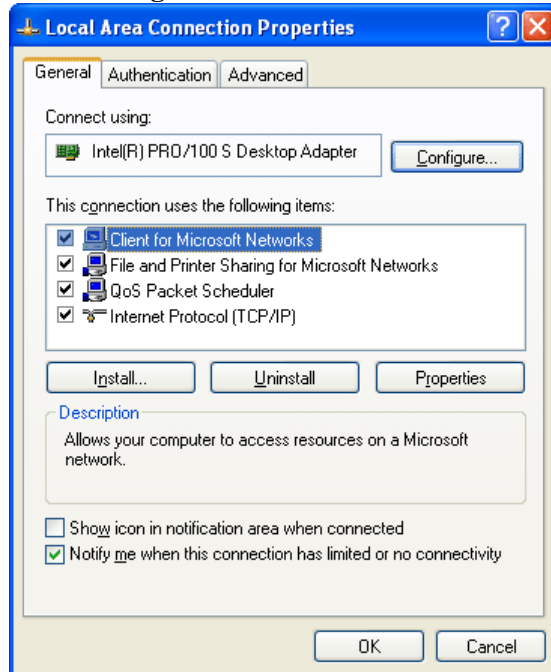 Local Area Connection Properties
General Authentication Advanced
Connect using:
Intel(R) PRO/100 S Desktop Adapter Configure...
This connection uses the following items:
Client for Microsoft Networks
File and Printer Sharing for Microsoft Networks
QoS Packet Scheduler
Internet Protocol (TCP/IP)
Install... Uninstall Properties
Description
Allows your computer to access resources on a Microsoft
network.
Show icon in notification area when connected
Notify me when this connection has limited or no connectivity
OK Cancel